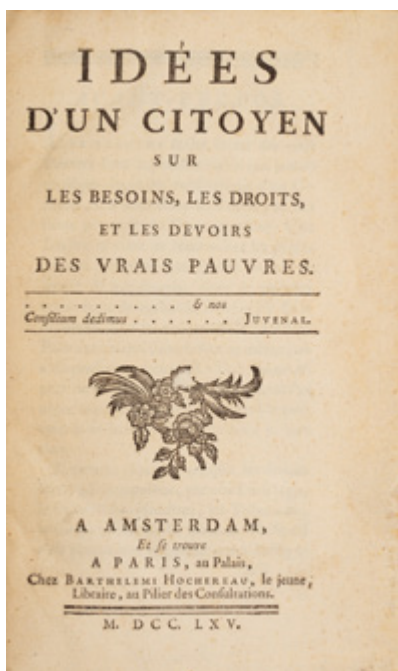 IDÉES
D'UN CITOYEN
SUR
LES BESOINS, LES DROITS,
ET LES DEVOIRS
DES VRAIS PAUVRES.
. . . . . . . . . . & nos
Consilium dedimus . . . . . . JUVENAL.
A AMSTERDAM,
Et se trouve
A PARIS, au Palais,
Chez BARTHELEMI HOCHEREAU, le jeune,
Libraire, au Pilier des Consultations.
M. DCC. LXV.